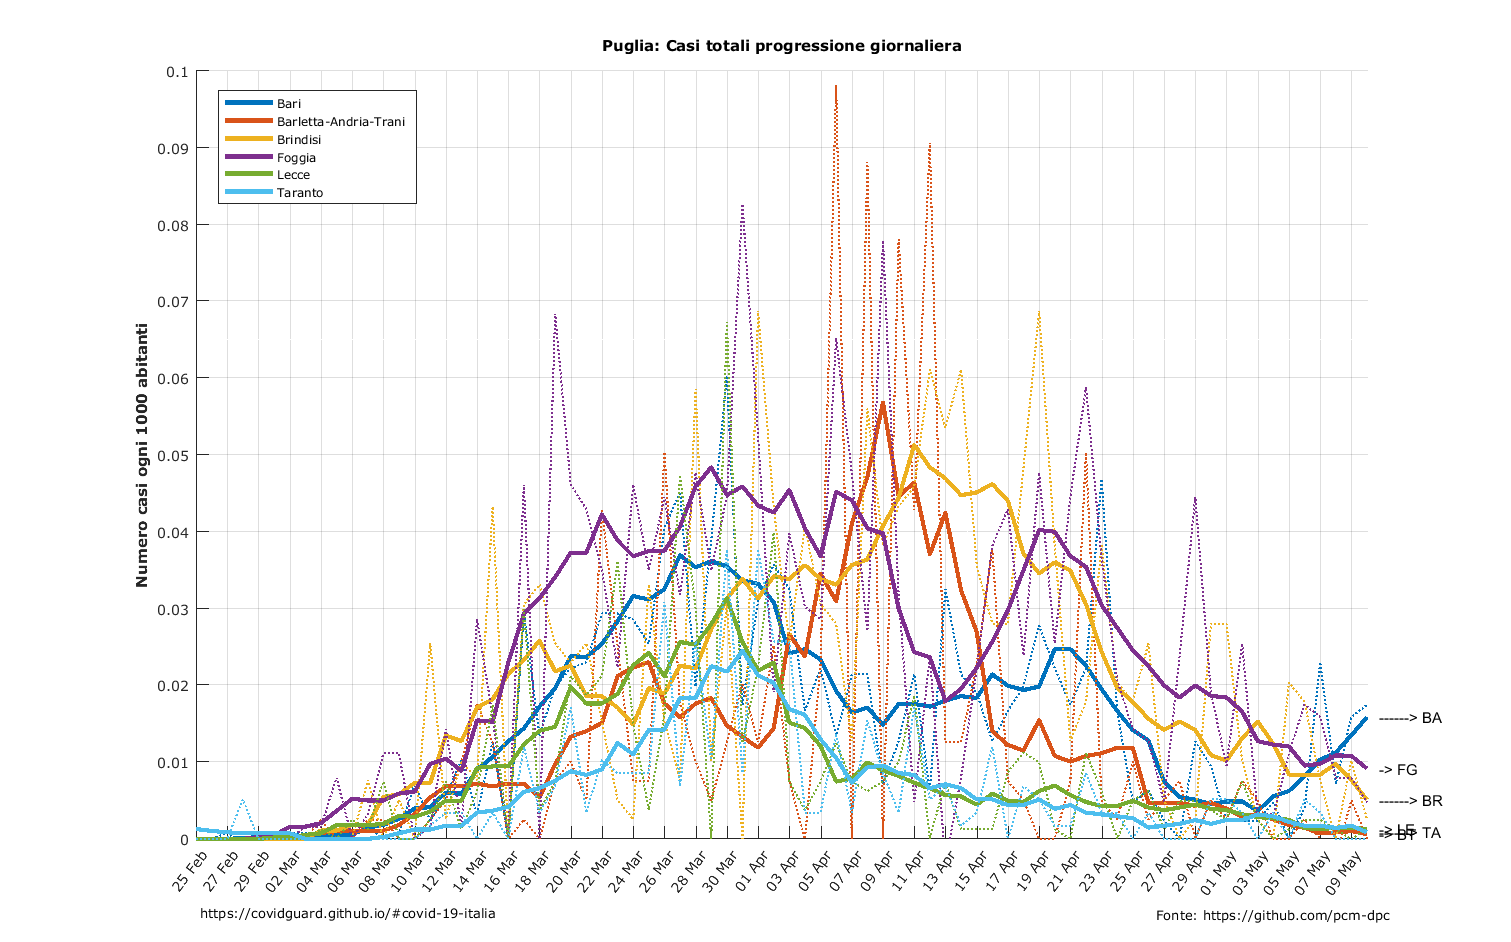 Puglia: Casi totali progressione giornaliera
Numero casi ogni 1000 abitanti
0.1
0.09
0.08
0.07
0.06
0.05
0.04
0.03
0.02
0.01
0
Bari
Barletta-Andria-Trani
Brindisi
Foggia
Lecce
Taranto
------> BA
-> FG
-----> BR
-> LE
-----> TA
-> BT
25 Feb
27 Feb
29 Feb
02 Mar
04 Mar
06 Mar
08 Mar
10 Mar
12 Mar
14 Mar
16 Mar
18 Mar
20 Mar
22 Mar
24 Mar
26 Mar
28 Mar
30 Mar
01 Apr
03 Apr
05 Apr
07 Apr
09 Apr
11 Apr
13 Apr
15 Apr
17 Apr
19 Apr
21 Apr
23 Apr
25 Apr
27 Apr
29 Apr
01 May
03 May
05 May
07 May
09 May
https://covidguard.github.io/#covid-19-italia
Fonte: https://github.com/pcm-dpc